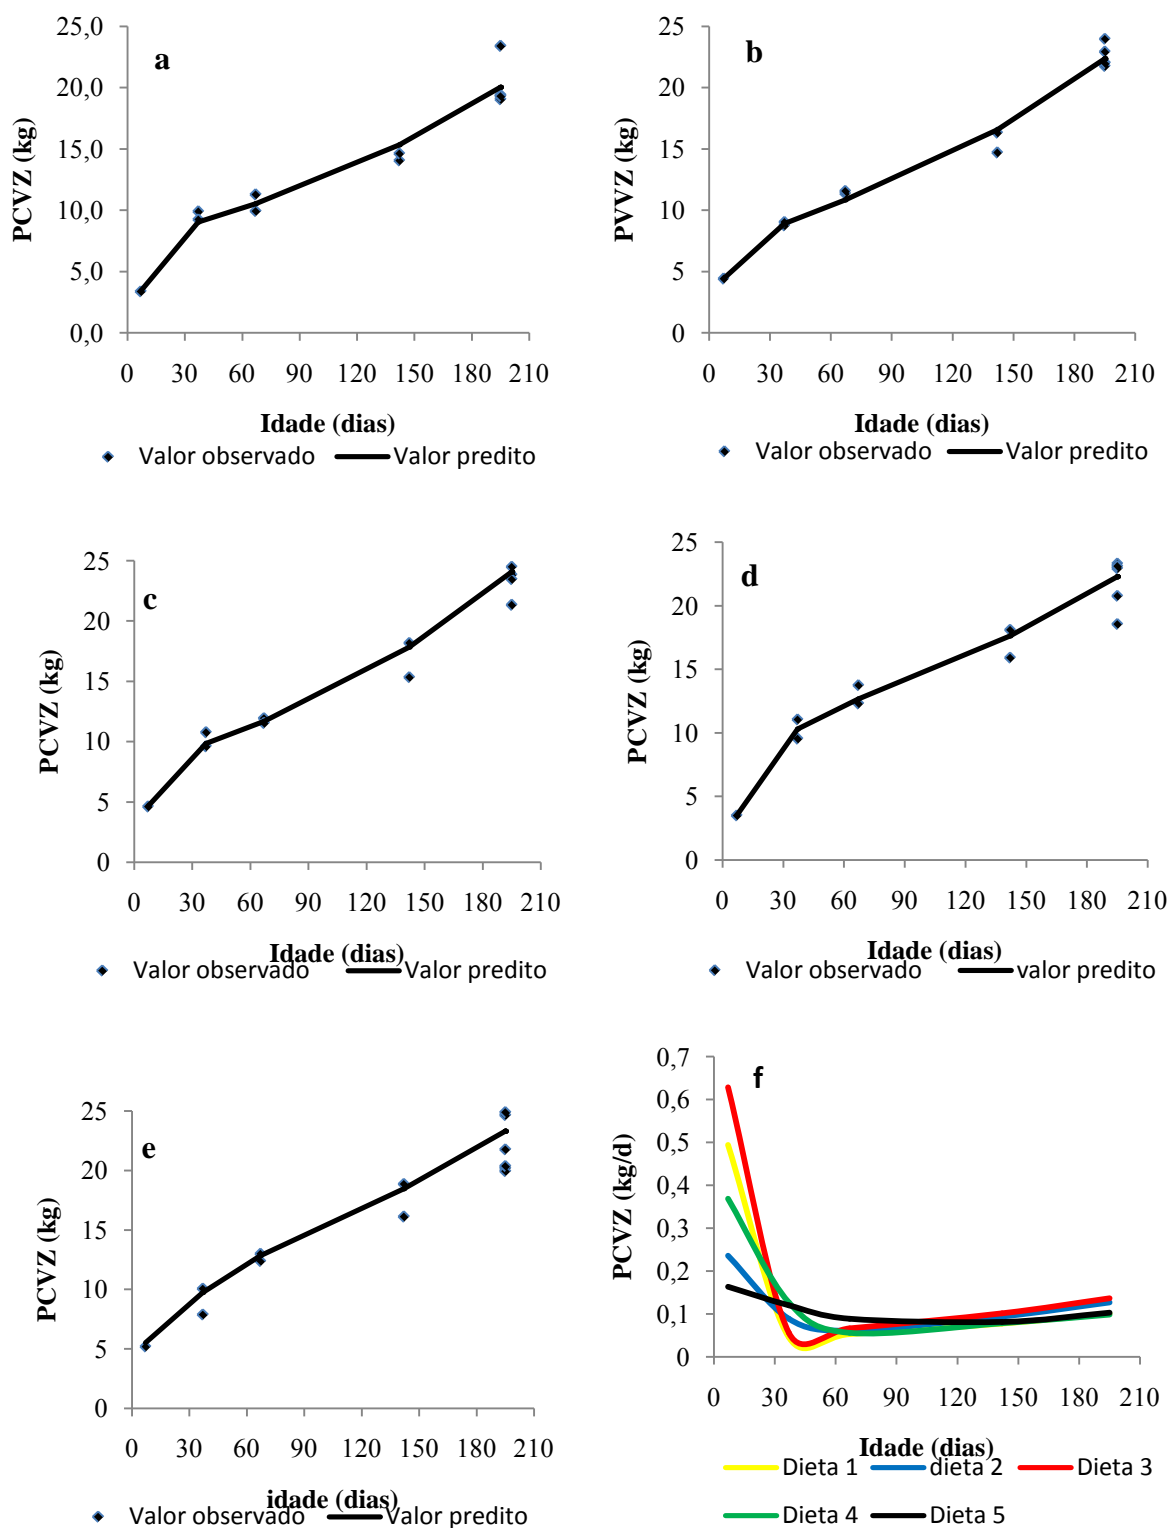 a
PCVZ (kg)
25,0
20,0
15,0
10,0
5,0
0,0
0 30 60 90 120 150 180 210
Idade (dias)
Valor observado Valor predito
b
PVVZ (kg)
25
20
15
10
5
0
0 30 60 90 120 150 180 210
Idade (dias)
Valor observado Valor predito
c
PCVZ (kg)
25
20
15
10
5
0
0 30 60 90 120 150 180 210
Idade (dias)
Valor observado Valor predito
d
PCVZ (kg)
25
20
15
10
5
0
0 30 60 90 120 150 180 210
Idade (dias)
Valor observado valor predito
e
PCVZ (kg)
25
20
15
10
5
0
0 30 60 90 120 150 180 210
idade (dias)
Valor observado Valor predito
f
PCVZ (kg/d)
0,7
0,6
0,5
0,4
0,3
0,2
0,1
0
0 30 60 90 120 150 180 210
Idade (dias)
Dieta 1 dieta 2 Dieta 3
Dieta 4 Dieta 5